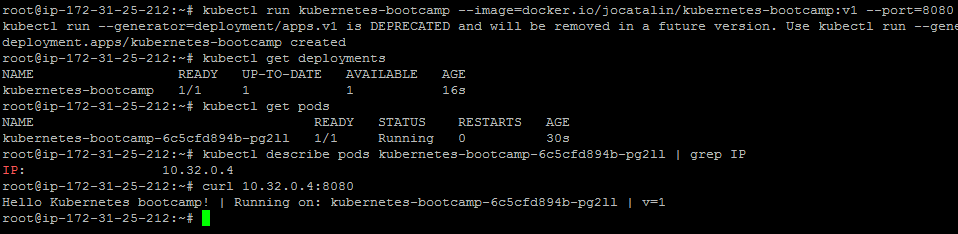 root@ip-172-31-25-212:~# kubectl run kubernetes-bootcamp --image=docker.io/jocatalin/kubernetes-bootcamp:v1 --port=8080
kubectl run --generator=deployment/apps.v1 is DEPRECATED and will be removed in a future version. Use kubectl run --gene
deployment.apps/kubernetes-bootcamp created
root@ip-172-31-25-212:~# kubectl get deployments
NAME                  READY   UP-TO-DATE   AVAILABLE   AGE
kubernetes-bootcamp   1/1     1            1           16s
root@ip-172-31-25-212:~# kubectl get pods
NAME                                   READY   STATUS    RESTARTS   AGE
kubernetes-bootcamp-6c5cfd894b-pg2ll   1/1     Running   0          30s
root@ip-172-31-25-212:~# kubectl describe pods kubernetes-bootcamp-6c5cfd894b-pg2ll | grep IP
IP:                 10.32.0.4
root@ip-172-31-25-212:~# curl 10.32.0.4:8080
Hello Kubernetes bootcamp! | Running on: kubernetes-bootcamp-6c5cfd894b-pg2ll | v=1
root@ip-172-31-25-212:~#